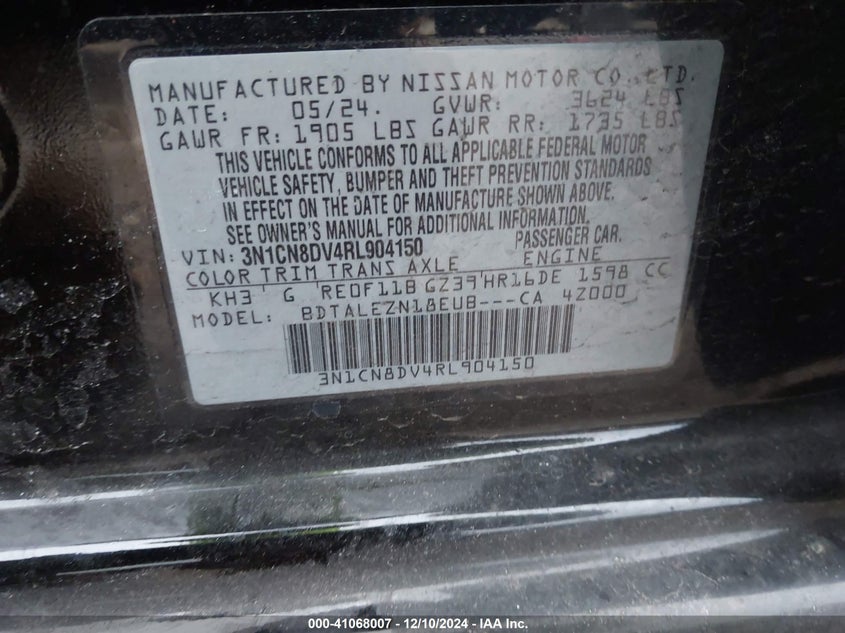 MANUFACTURED BY NISSAN MOTOR CO., LTD.
DATE: 05/24. GVWR: 3624 LBS
GAWR FR: 1905 LBS GAWR RR: 1735 LBS
THIS VEHICLE CONFORMS TO ALL APPLICABLE FEDERAL MOTOR
VEHICLE SAFETY, BUMPER AND THEFT PREVENTION STANDARDS
IN EFFECT ON THE DATE OF MANUFACTURE SHOWN ABOVE.
SEE OWNER'S MANUAL FOR ADDITIONAL INFORMATION.
VIN: 3N1CN8DV4RL904150 PASSENGER CAR.
COLOR TRIM TRANS AXLE ENGINE
KH3 ' G 'RE0F11B GZ39'HR16DE 1598 CC
MODEL: BDTALEZN18EUB---CA 4Z000
3N1CN8DV4RL904150
000-41068007 - 12/10/2024 - IAA Inc.